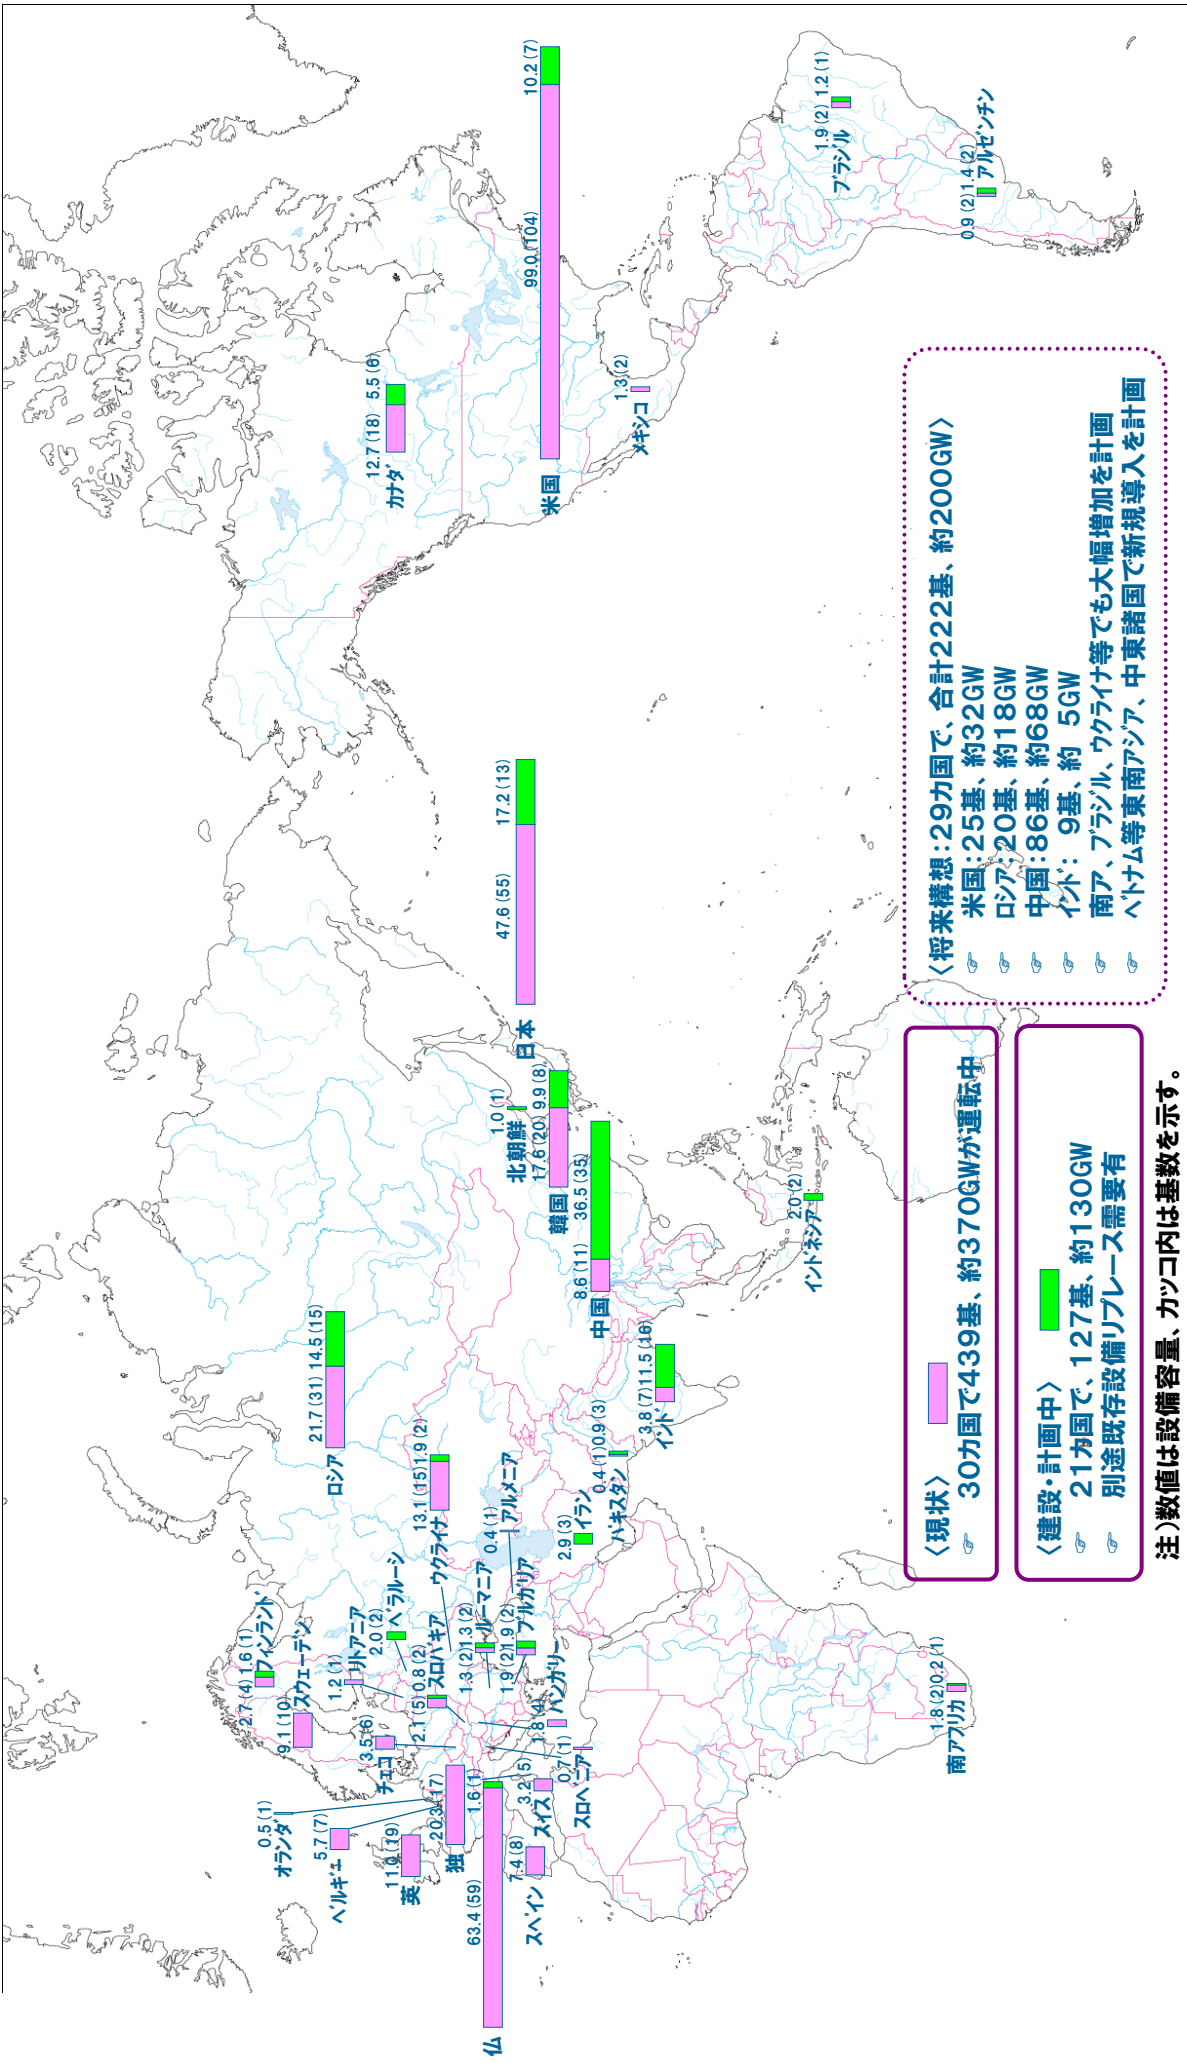 オランダ 0.5 (1)
ベルギー 5.7 (7)
英 11.0 (19)
独 20.3 (17)
仏 63.4 (59) 1.6 (1)
スペイン 7.4 (8)
スイス 3.2 (5)
スロベニア 0.7 (1)
ハンガリー 1.8 (4)
チェコ 3.5 (6)
スウェーデン 9.1 (10)
フィンランド 2.7 (4) 1.6 (1)
リトアニア 1.2 (1)
ベラルーシ 2.0 (2)
スロバキア 2.1 (5) 0.8 (2)
ウクライナ 13.1 (15) 1.9 (2)
ルーマニア 1.3 (2) 1.3 (2)
ブルガリア 1.9 (2) 1.9 (2)
アルメニア 0.4 (1)
ロシア 21.7 (31) 14.5 (15)
イラン 2.9 (3)
パキスタン 0.4 (1) 0.9 (3)
インド 3.8 (7) 11.5 (16)
中国 8.6 (11) 36.5 (35)
韓国 17.6 (20) 9.9 (8)
北朝鮮 1.0 (1)
日本 47.6 (55) 17.2 (13)
インドネシア 2.0 (2)
南アフリカ 1.8 (2) 0.2 (1)
カナダ 12.7 (18) 5.5 (6)
米国 99.0 (104) 10.2 (7)
メキシコ 1.3 (2)
ブラジル 1.9 (2) 1.2 (1)
アルゼンチン 0.9 (2) 1.4 (2)
〈現状〉
☞ 30カ国で439基、約370GWが運転中
〈建設・計画中〉
☞ 21カ国で、127基、約130GW
☞ 別途既存設備リプレース需要有
〈将来構想:29カ国で、合計222基、約200GW〉
☞ 米国:25基、約32GW
☞ ロシア:20基、約18GW
☞ 中国:86基、約68GW
☞ インド: 9基、約 5GW
☞ 南ア、ブラジル、ウクライナ等でも大幅増加を計画
☞ ベトナム等東南アジア、中東諸国で新規導入を計画
注)数値は設備容量、カッコ内は基数を示す。